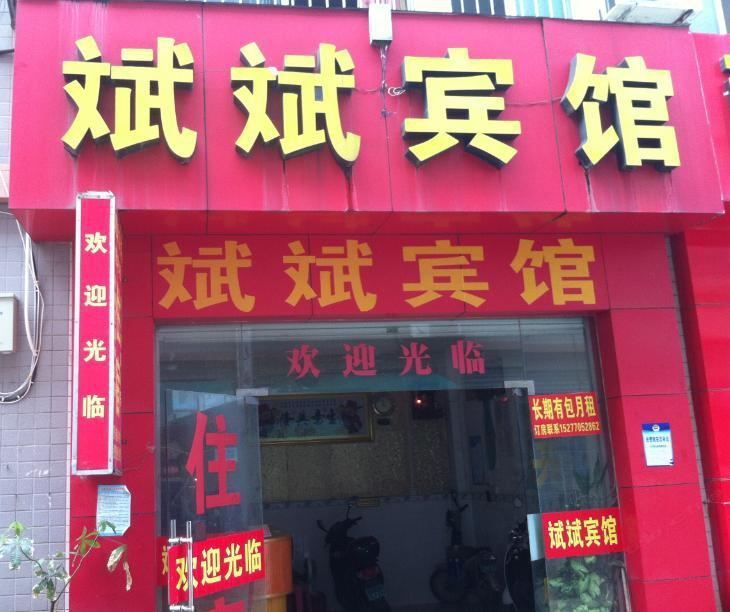 斌斌宾馆
斌斌宾馆
欢迎光临
欢迎光临
长期有包月租
订房联系15277052862
住
斌斌宾馆
欢迎光临